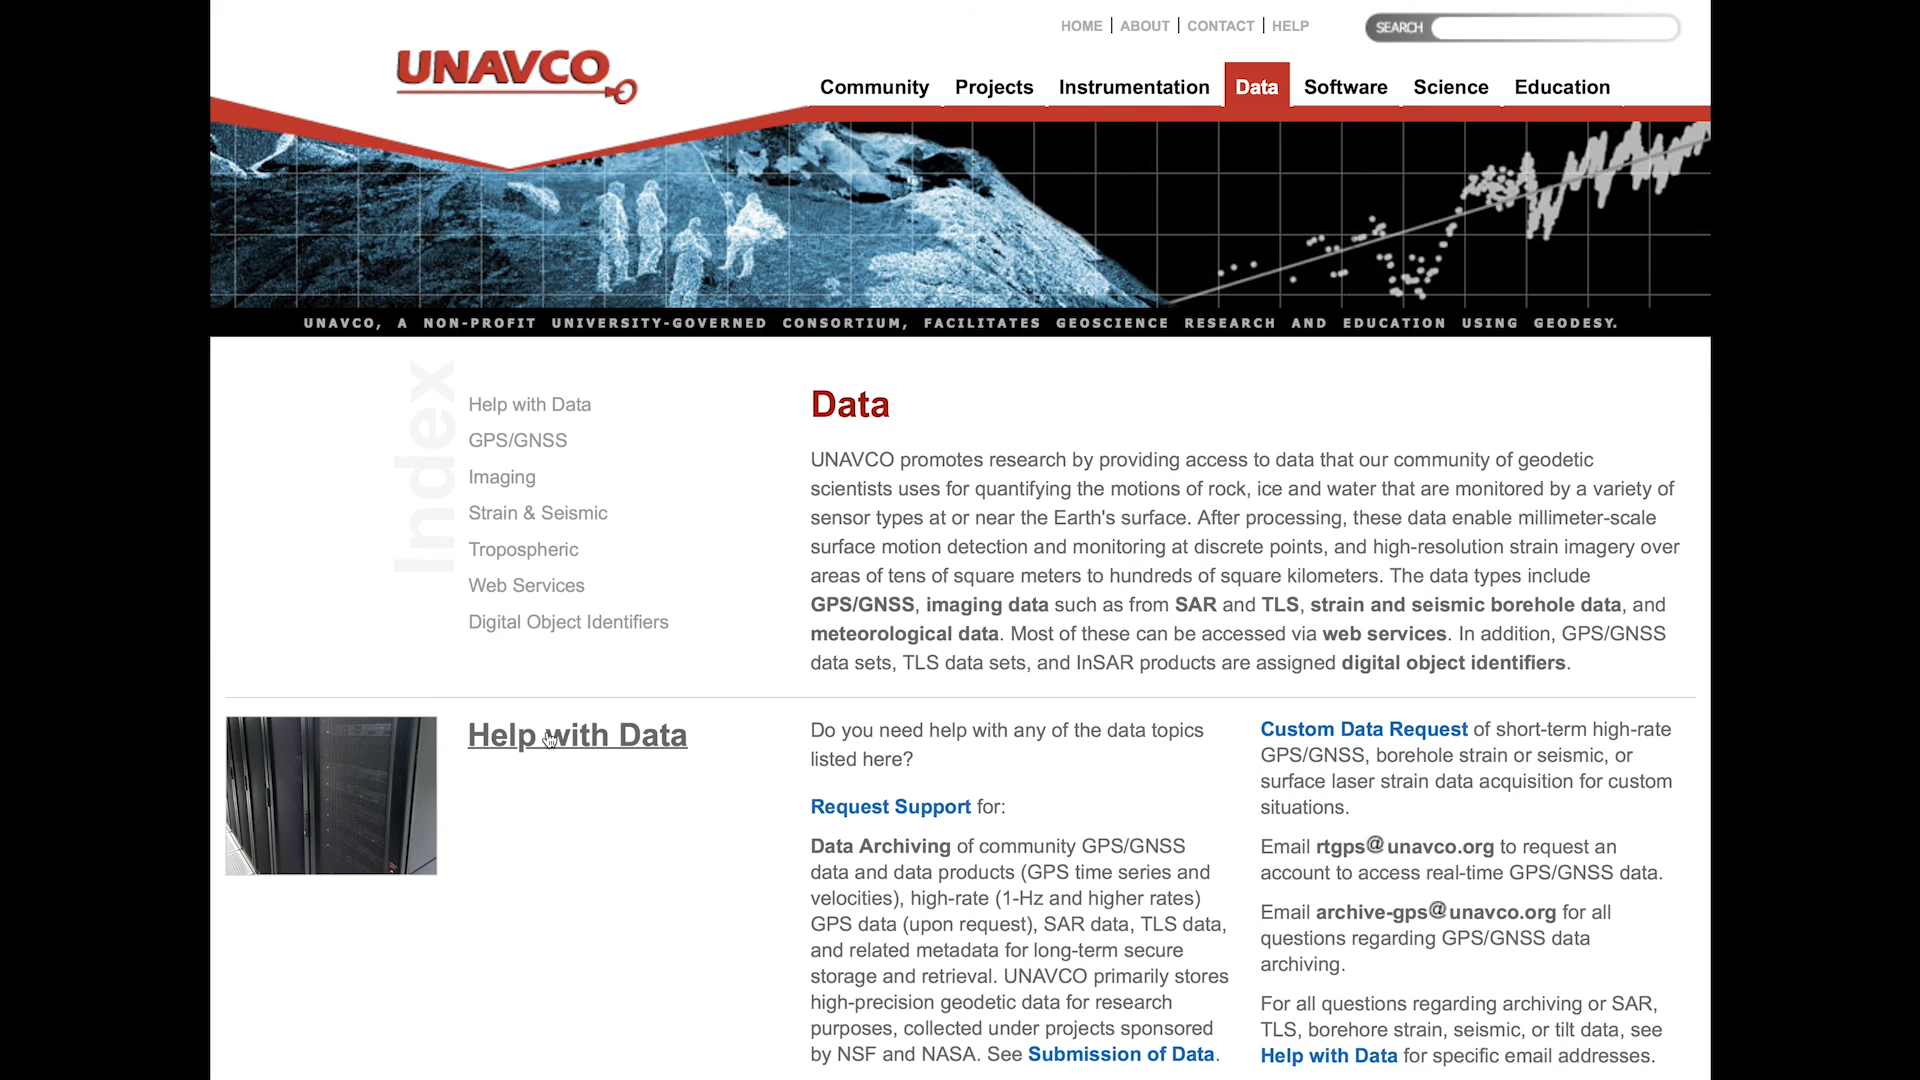 HOME | ABOUT | CONTACT | HELP
SEARCH
UNAVCO
Community Projects Instrumentation Data Software Science Education
UNAVCO, A NON-PROFIT UNIVERSITY-GOVERNED CONSORTIUM, FACILITATES GEOSCIENCE RESEARCH AND EDUCATION USING GEODESY.
Index
Help with Data
GPS/GNSS
Imaging
Strain & Seismic
Tropospheric
Web Services
Digital Object Identifiers
Data
UNAVCO promotes research by providing access to data that our community of geodetic
scientists uses for quantifying the motions of rock, ice and water that are monitored by a variety of
sensor types at or near the Earth's surface. After processing, these data enable millimeter-scale
surface motion detection and monitoring at discrete points, and high-resolution strain imagery over
areas of tens of square meters to hundreds of square kilometers. The data types include
GPS/GNSS, imaging data such as from SAR and TLS, strain and seismic borehole data, and
meteorological data. Most of these can be accessed via web services. In addition, GPS/GNSS
data sets, TLS data sets, and InSAR products are assigned digital object identifiers.
Help with Data
Do you need help with any of the data topics
listed here?
Request Support for:
Data Archiving of community GPS/GNSS
data and data products (GPS time series and
velocities), high-rate (1-Hz and higher rates)
GPS data (upon request), SAR data, TLS data,
and related metadata for long-term secure
storage and retrieval. UNAVCO primarily stores
high-precision geodetic data for research
purposes, collected under projects sponsored
by NSF and NASA. See Submission of Data.
Custom Data Request of short-term high-rate
GPS/GNSS, borehole strain or seismic, or
surface laser strain data acquisition for custom
situations.
Email rtgps@unavco.org to request an
account to access real-time GPS/GNSS data.
Email archive-gps@unavco.org for all
questions regarding GPS/GNSS data
archiving.
For all questions regarding archiving or SAR,
TLS, borehore strain, seismic, or tilt data, see
Help with Data for specific email addresses.